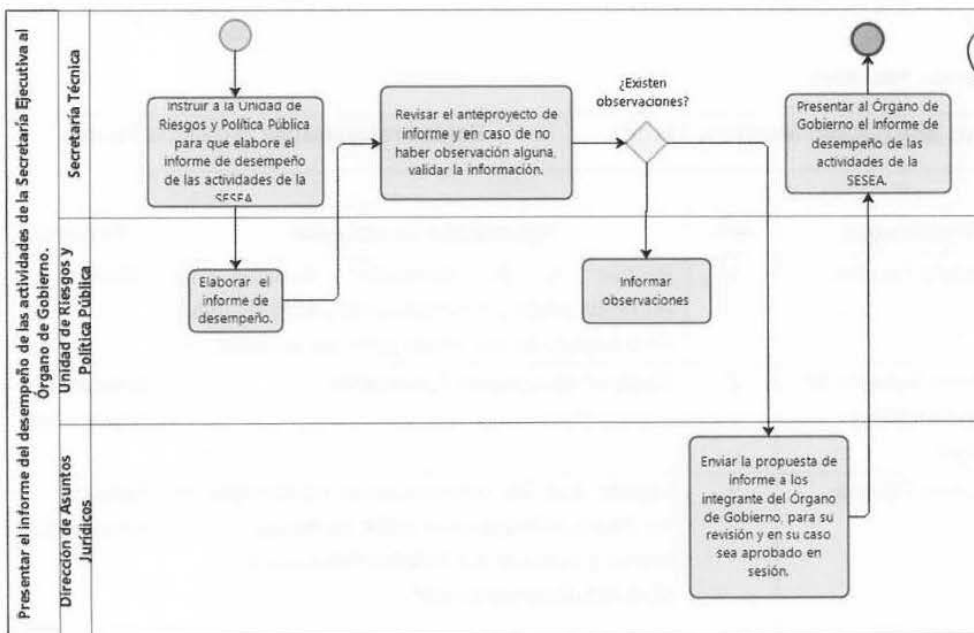 Presentar el informe del desempeño de las actividades de la Secretaría Ejecutiva al
Órgano de Gobierno.
Secretaría Técnica
Instruir a la Unidad de
Riesgos y Política Pública
para que elabore el
informe de desempeño
de las actividades de la
SESEA.
Revisar el anteproyecto de
informe y en caso de no
haber observación alguna,
validar la información.
¿Existen
observaciones?
Presentar al Órgano de
Gobierno el informe de
desempeño de las
actividades de la
SESEA.
Unidad de Riesgos y
Política Pública
Elaborar el
informe de
desempeño.
Informar
observaciones
Dirección de Asuntos
Jurídicos
Enviar la propuesta de
informe a los
integrante del Órgano
de Gobierno, para su
revisión y en su caso
sea aprobado en
sesión.